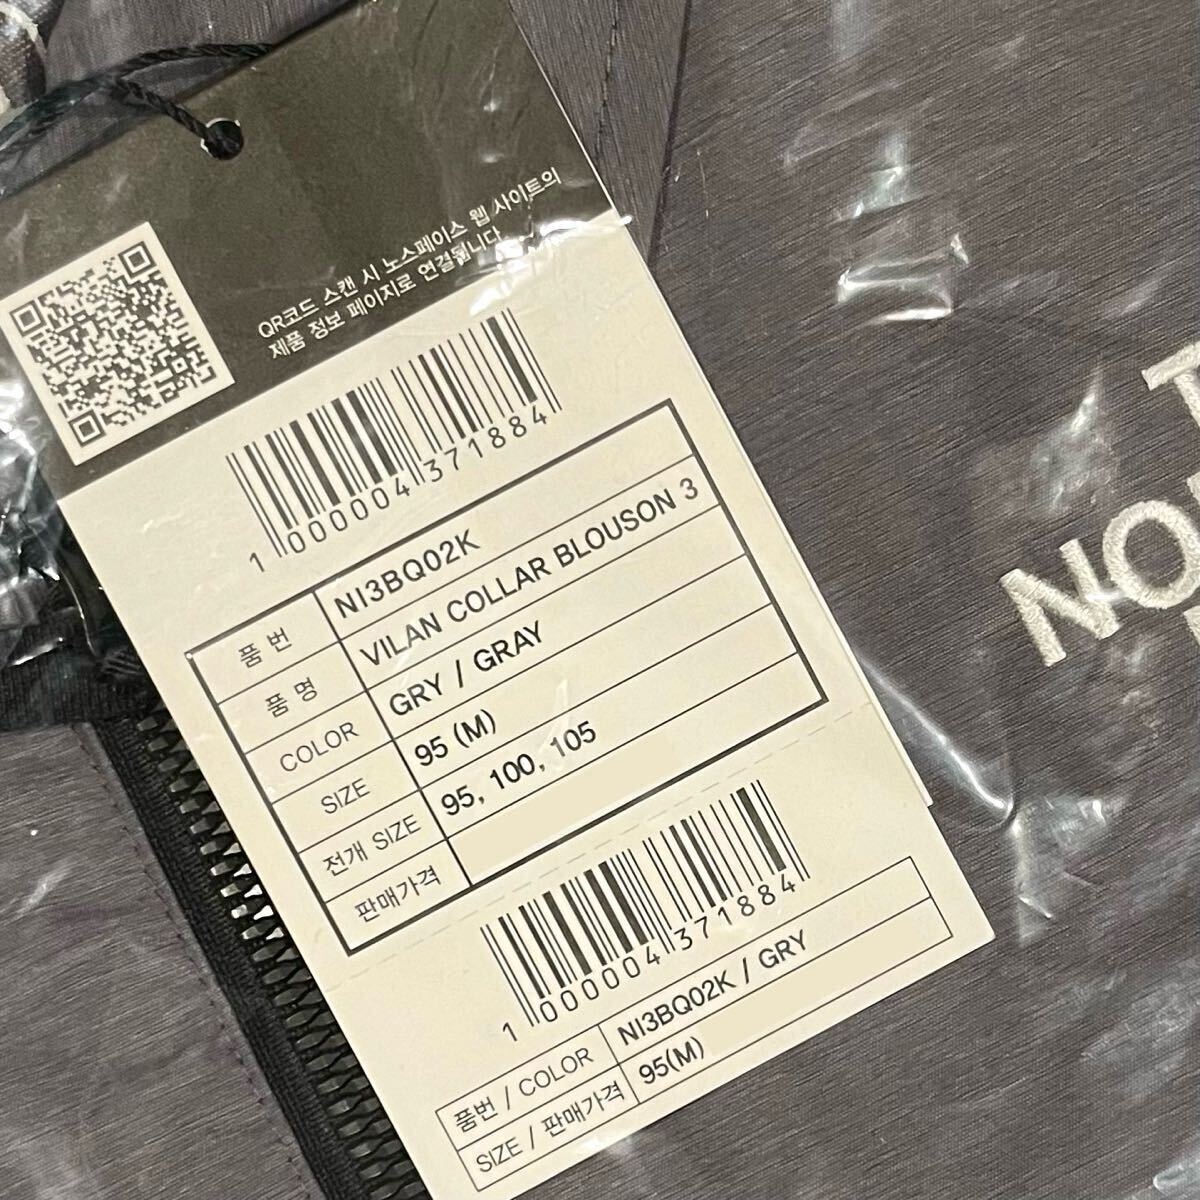 QR코드 스캔 시 노스페이스 웹 사이트의
제품 정보 페이지로 연결됩니다.
1 000004 371884
품 번 NI3BQ02K
품 명 VILAN COLLAR BLOUSON 3
COLOR GRY / GRAY
SIZE 95 (M)
전개 SIZE 95, 100, 105
판매가격
1 000004 371884
품번 / COLOR NI3BQ02K / GRY
SIZE / 판매가격 95(M)
T
NO